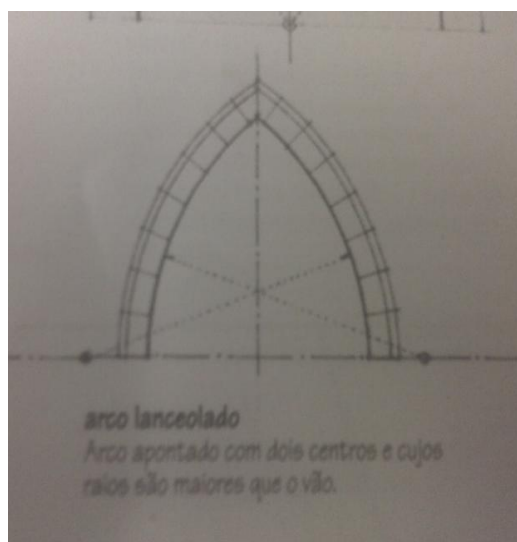 arco lanceolado
Arco apontado com dois centros e cujos
raios são maiores que o vão.